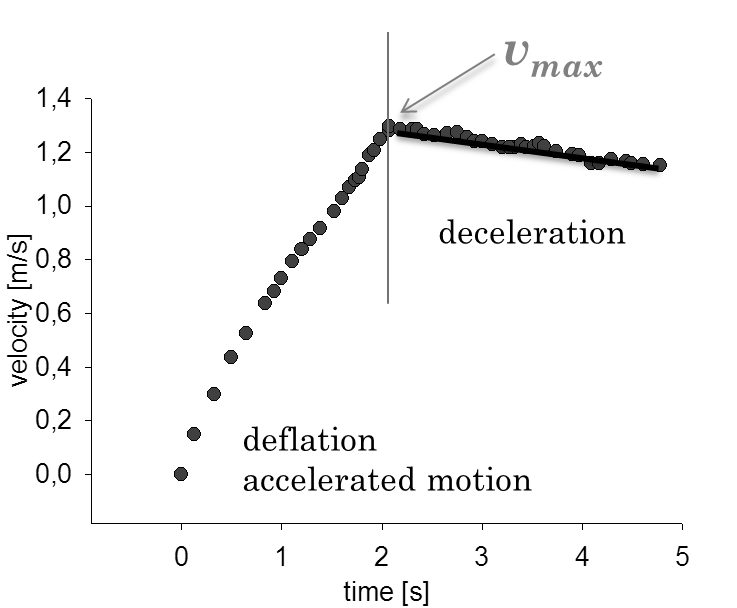 v_max
1,4
1,2
1,0
0,8
0,6
0,4
0,2
0,0
velocity [m/s]
deceleration
deflation
accelerated motion
0 1 2 3 4 5
time [s]